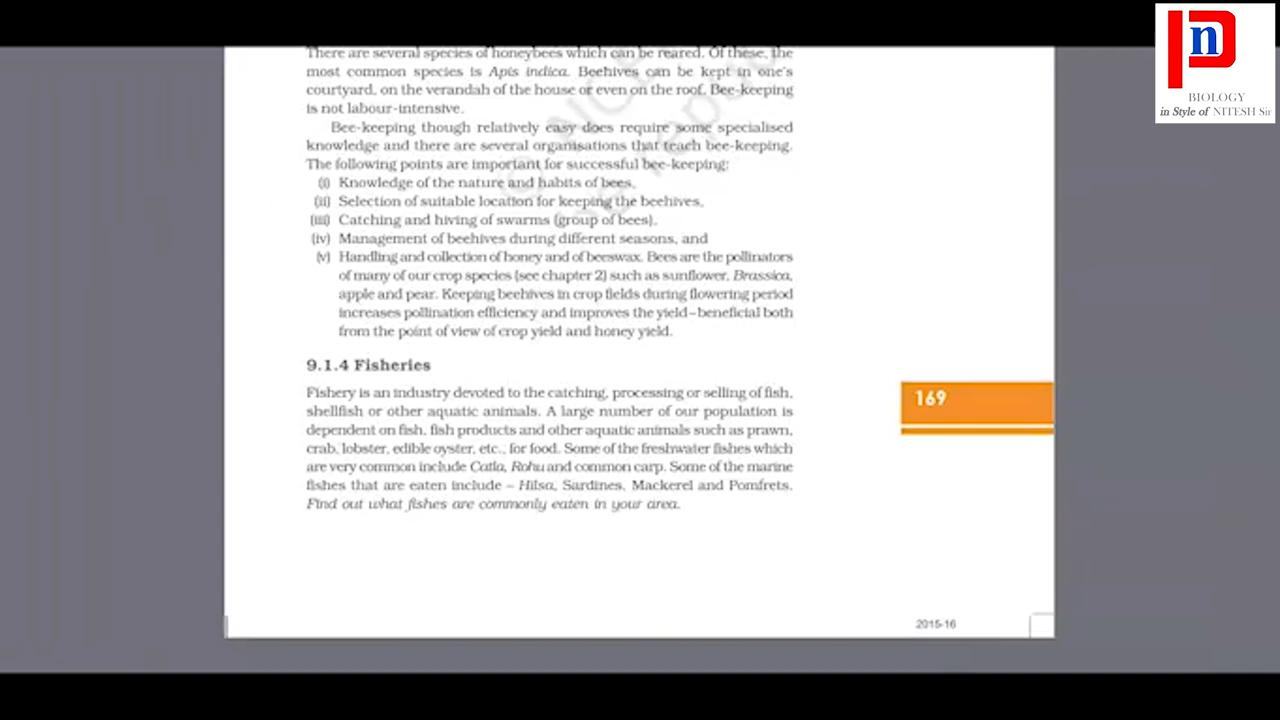 There are several species of honeybees which can be reared. Of these, the
most common species is Apis indica. Beehives can be kept in one's
courtyard, on the verandah of the house or even on the roof. Bee-keeping
is not labour-intensive.
Bee-keeping though relatively easy does require some specialised
knowledge and there are several organisations that teach bee-keeping.
The following points are important for successful bee-keeping:
(i) Knowledge of the nature and habits of bees,
(ii) Selection of suitable location for keeping the beehives,
(iii) Catching and hiving of swarms (group of bees),
(iv) Management of beehives during different seasons, and
(v) Handling and collection of honey and of beeswax. Bees are the pollinators
of many of our crop species (see chapter 2) such as sunflower, Brassica,
apple and pear. Keeping beehives in crop fields during flowering period
increases pollination efficiency and improves the yield–beneficial both
from the point of view of crop yield and honey yield.
9.1.4 Fisheries
Fishery is an industry devoted to the catching, processing or selling of fish,
shellfish or other aquatic animals. A large number of our population is
dependent on fish, fish products and other aquatic animals such as prawn,
crab, lobster, edible oyster, etc., for food. Some of the freshwater fishes which
are very common include Catla, Rohu and common carp. Some of the marine
fishes that are eaten include – Hilsa, Sardines, Mackerel and Pomfrets.
Find out what fishes are commonly eaten in your area.
169
2015-16
n
BIOLOGY
in Style of NITESH Sir